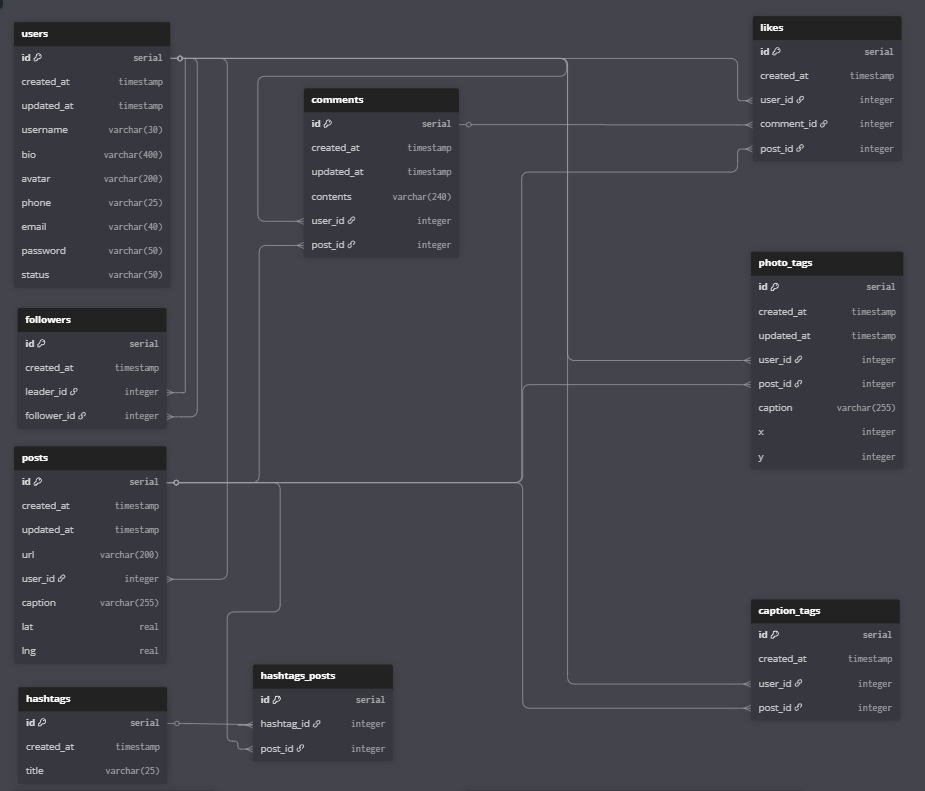 users
id serial
created_at timestamp
updated_at timestamp
username varchar(30)
bio varchar(400)
avatar varchar(200)
phone varchar(25)
email varchar(40)
password varchar(50)
status varchar(50)
followers
id serial
created_at timestamp
leader_id integer
follower_id integer
posts
id serial
created_at timestamp
updated_at timestamp
url varchar(200)
user_id integer
caption varchar(255)
lat real
lng real
hashtags
id serial
created_at timestamp
title varchar(25)
comments
id serial
created_at timestamp
updated_at timestamp
contents varchar(240)
user_id integer
post_id integer
hashtags_posts
id serial
hashtag_id integer
post_id integer
likes
id serial
created_at timestamp
user_id integer
comment_id integer
post_id integer
photo_tags
id serial
created_at timestamp
updated_at timestamp
user_id integer
post_id integer
caption varchar(255)
x integer
y integer
caption_tags
id serial
created_at timestamp
user_id integer
post_id integer